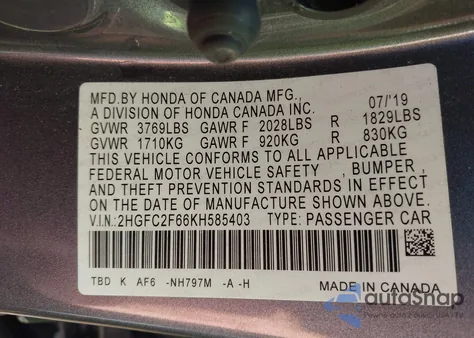 MFD.BY HONDA OF CANADA MFG.,
A DIVISION OF HONDA CANADA INC. 07/'19
GVWR 3769LBS GAWR F 2028LBS R 1829LBS
GVWR 1710KG GAWR F 920KG R 830KG
THIS VEHICLE CONFORMS TO ALL APPLICABLE
FEDERAL MOTOR VEHICLE SAFETY , BUMPER ,
AND THEFT PREVENTION STANDARDS IN EFFECT
ON THE DATE OF MANUFACTURE SHOWN ABOVE.
V.I.N: 2HGFC2F66KH585403 TYPE: PASSENGER CAR
TBD K AF6 -NH797M -A -H MADE IN CANADA
autoSnap